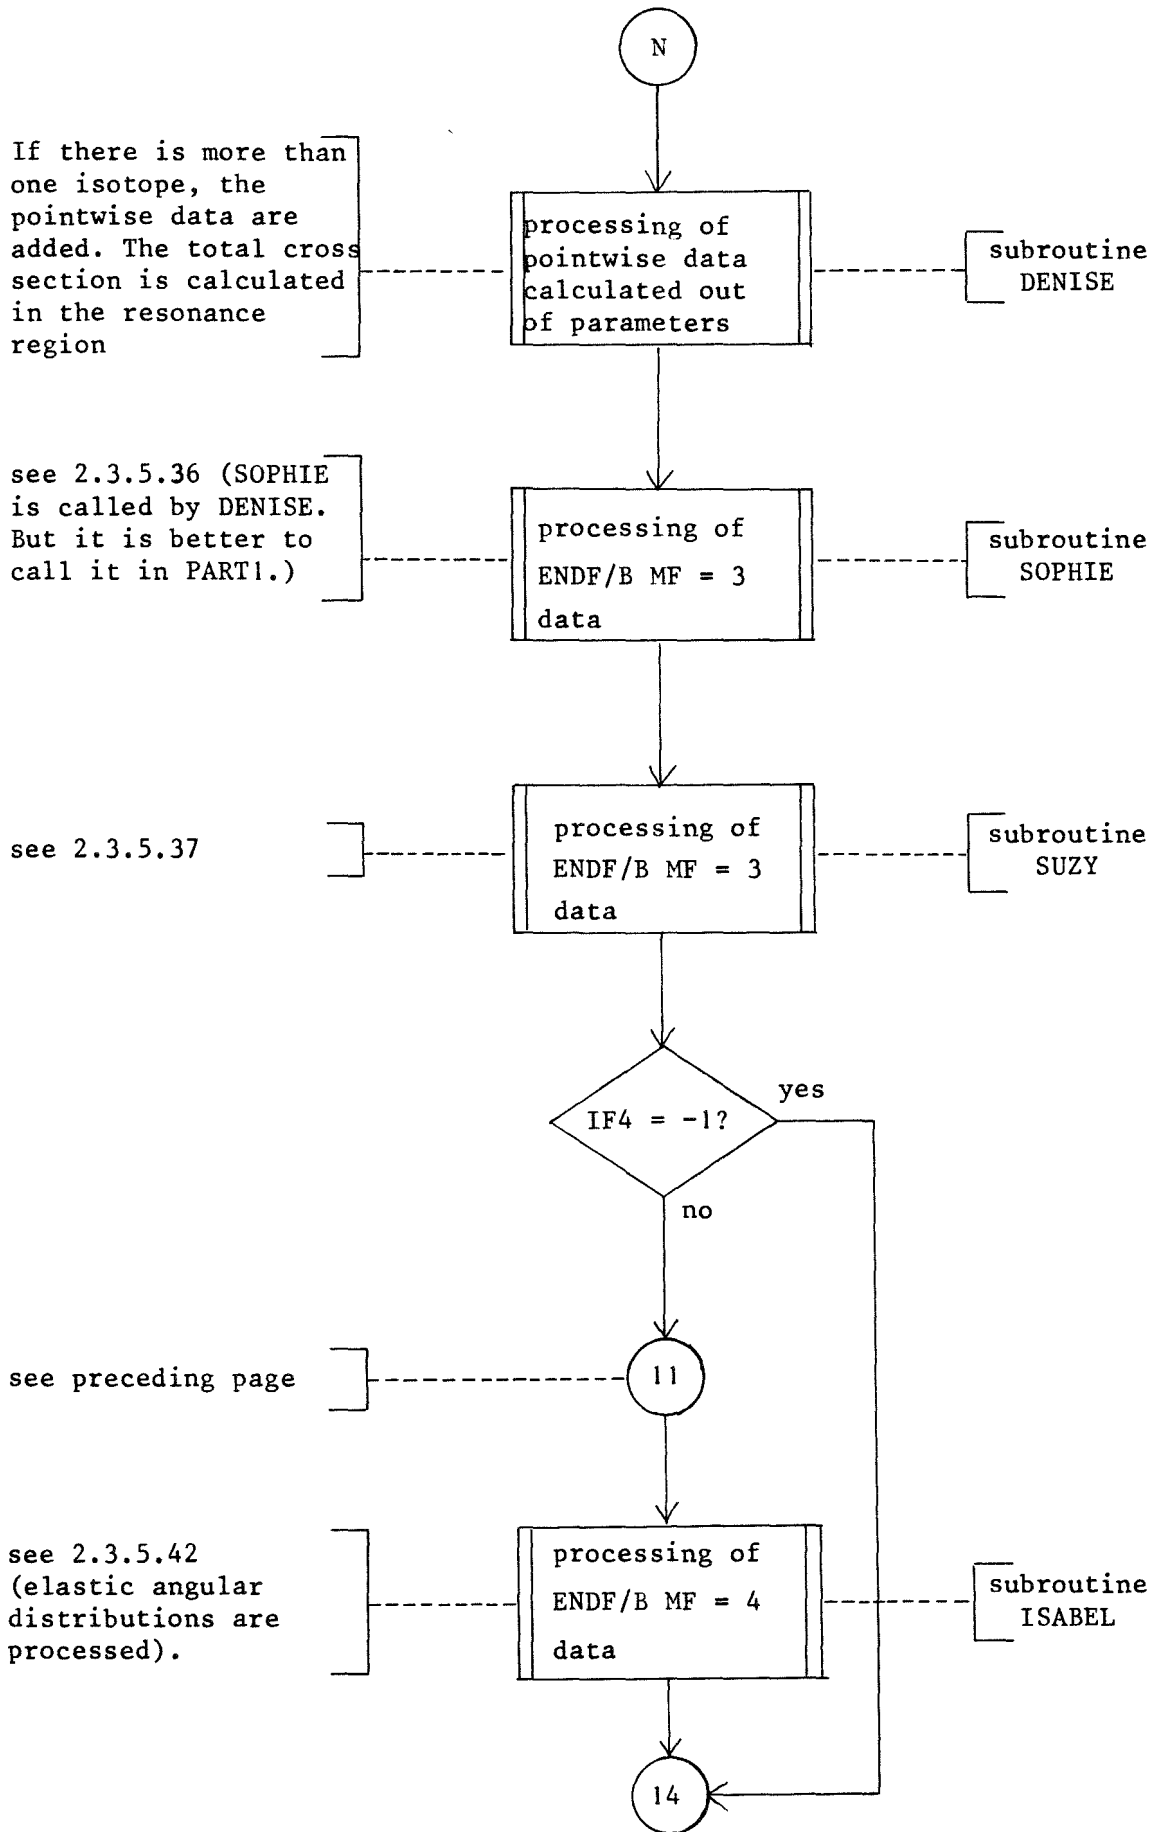 N
If there is more than
one isotope, the
pointwise data are
added. The total cross
section is calculated
in the resonance
region
processing of
pointwise data
calculated out
of parameters
subroutine
DENISE
see 2.3.5.36 (SOPHIE
is called by DENISE.
But it is better to
call it in PART1.)
processing of
ENDF/B MF = 3
data
subroutine
SOPHIE
see 2.3.5.37
processing of
ENDF/B MF = 3
data
subroutine
SUZY
IF4 = -1?
yes
no
see preceding page
11
see 2.3.5.42
(elastic angular
distributions are
processed).
processing of
ENDF/B MF = 4
data
subroutine
ISABEL
14